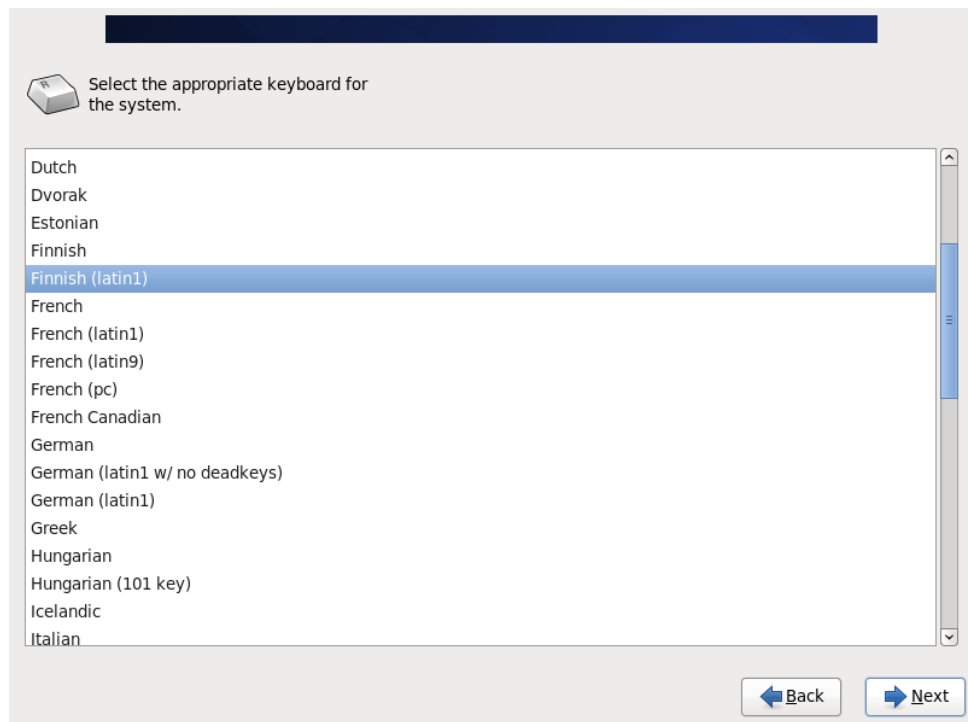 R
Select the appropriate keyboard for
the system.
Dutch
Dvorak
Estonian
Finnish
Finnish (latin1)
French
French (latin1)
French (latin9)
French (pc)
French Canadian
German
German (latin1 w/ no deadkeys)
German (latin1)
Greek
Hungarian
Hungarian (101 key)
Icelandic
Italian
Back
Next